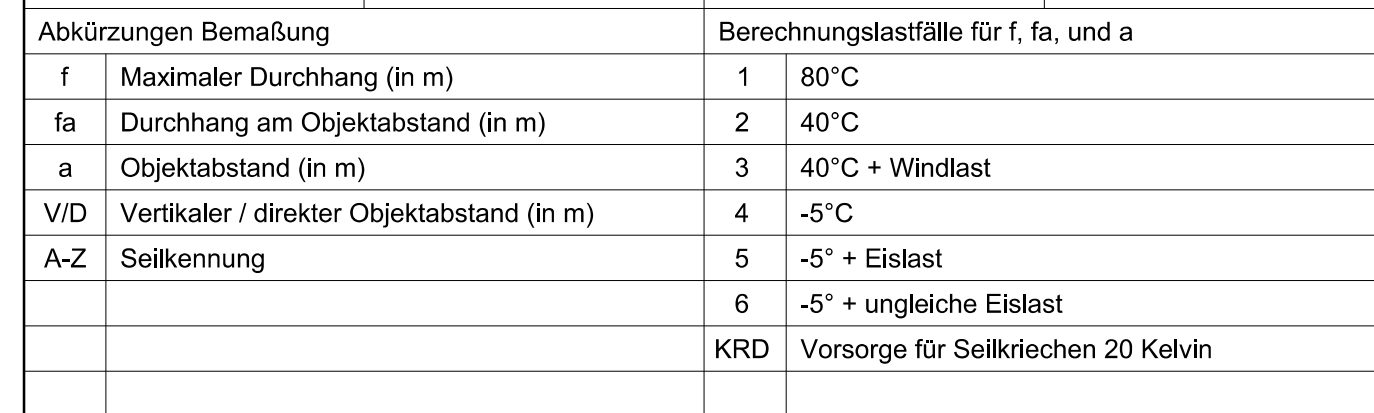 Abkürzungen Bemaßung Berechnungslastfälle für f, fa, und a
f Maximaler Durchhang (in m) 1 80°C
fa Durchhang am Objektabstand (in m) 2 40°C
a Objektabstand (in m) 3 40°C + Windlast
V/D Vertikaler / direkter Objektabstand (in m) 4 -5°C
A-Z Seilkennung 5 -5° + Eislast
6 -5° + ungleiche Eislast
KRD Vorsorge für Seilkriechen 20 Kelvin